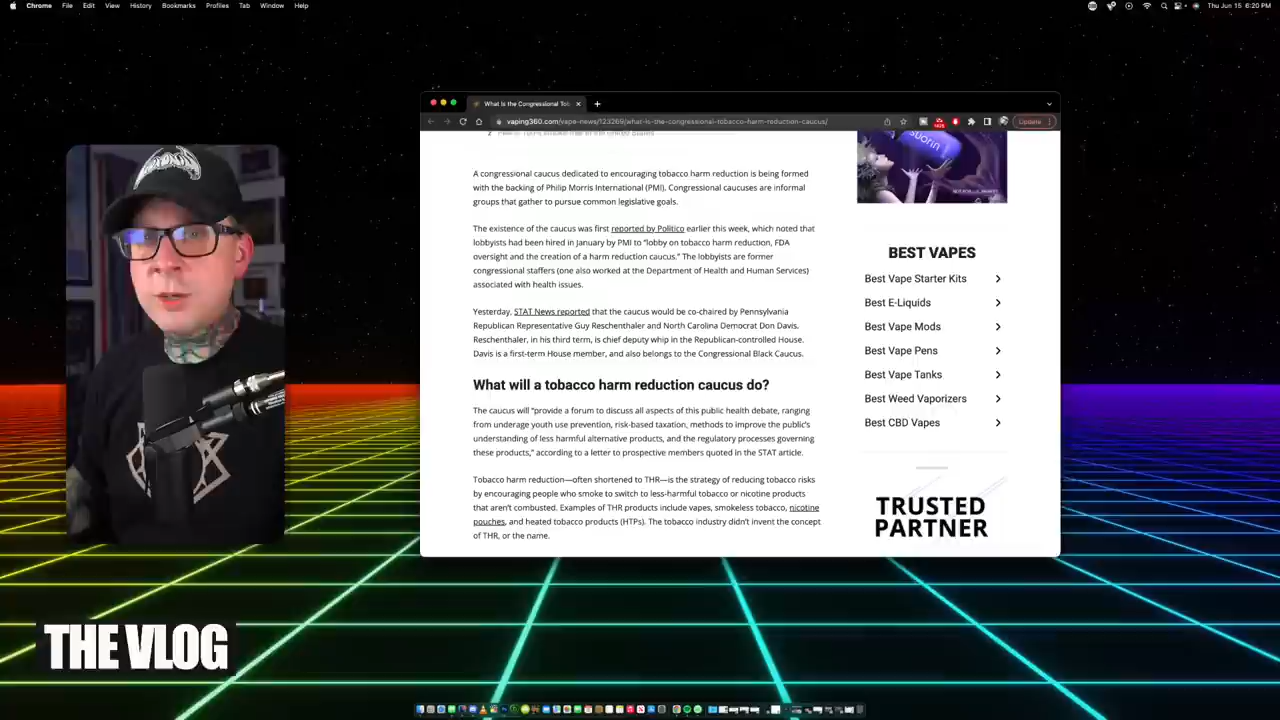 Chrome File Edit View History Bookmarks Profiles Tab Window Help
Thu Jun 15 6:20 PM
What Is the Congressional Tob
vaping360.com/vape-news/123269/what-is-the-congressional-tobacco-harm-reduction-caucus/
Update
A congressional caucus dedicated to encouraging tobacco harm reduction is being formed
with the backing of Philip Morris International (PMI). Congressional caucuses are informal
groups that gather to pursue common legislative goals.
The existence of the caucus was first reported by Politico earlier this week, which noted that
lobbyists had been hired in January by PMI to “lobby on tobacco harm reduction, FDA
oversight and the creation of a harm reduction caucus.” The lobbyists are former
congressional staffers (one also worked at the Department of Health and Human Services)
associated with health issues.
Yesterday, STAT News reported that the caucus would be co-chaired by Pennsylvania
Republican Representative Guy Reschenthaler and North Carolina Democrat Don Davis.
Reschenthaler, in his third term, is chief deputy whip in the Republican-controlled House.
Davis is a first-term House member, and also belongs to the Congressional Black Caucus.
What will a tobacco harm reduction caucus do?
The caucus will “provide a forum to discuss all aspects of this public health debate, ranging
from underage youth use prevention, risk-based taxation, methods to improve the public’s
understanding of less harmful alternative products, and the regulatory processes governing
these products,” according to a letter to prospective members quoted in the STAT article.
Tobacco harm reduction—often shortened to THR—is the strategy of reducing tobacco risks
by encouraging people who smoke to switch to less-harmful tobacco or nicotine products
that aren’t combusted. Examples of THR products include vapes, smokeless tobacco, nicotine
pouches, and heated tobacco products (HTPs). The tobacco industry didn’t invent the concept
of THR, or the name.
suorin
BEST VAPES
Best Vape Starter Kits
Best E-Liquids
Best Vape Mods
Best Vape Pens
Best Vape Tanks
Best Weed Vaporizers
Best CBD Vapes
TRUSTED
PARTNER
THE VLOG